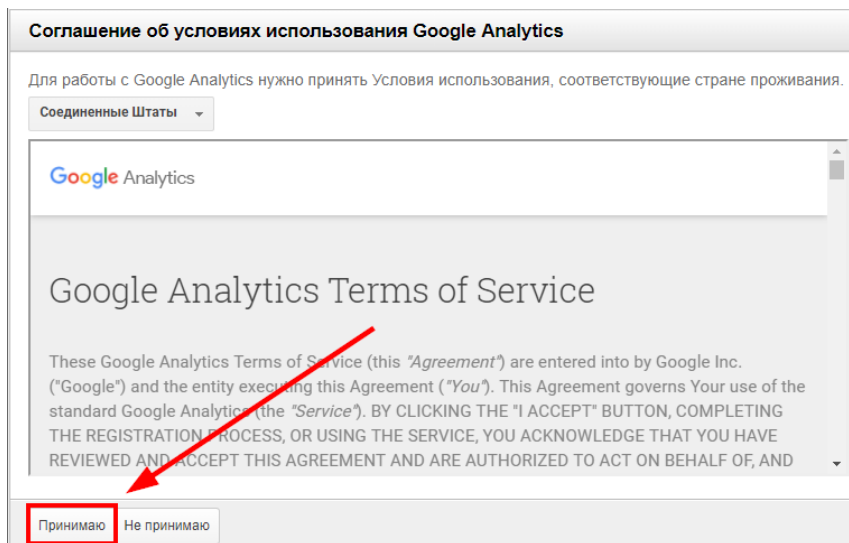 Соглашение об условиях использования Google Analytics
Для работы с Google Analytics нужно принять Условия использования, соответствующие стране проживания.
Соединенные Штаты
Google Analytics
Google Analytics Terms of Service
These Google Analytics Terms of Service (this "Agreement") are entered into by Google Inc.
("Google") and the entity executing this Agreement ("You"). This Agreement governs Your use of the
standard Google Analytics (the "Service"). BY CLICKING THE "I ACCEPT" BUTTON, COMPLETING
THE REGISTRATION PROCESS, OR USING THE SERVICE, YOU ACKNOWLEDGE THAT YOU HAVE
REVIEWED AND ACCEPT THIS AGREEMENT AND ARE AUTHORIZED TO ACT ON BEHALF OF, AND
Принимаю Не принимаю